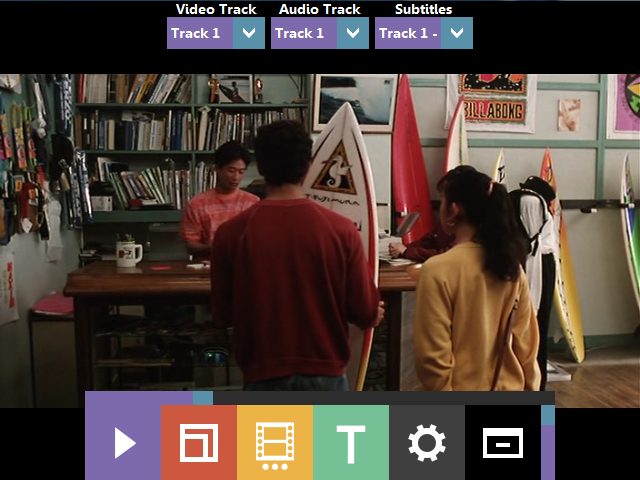 Video Track Audio Track Subtitles
Track 1 Track 1 Track 1 -
BILLABONG
T